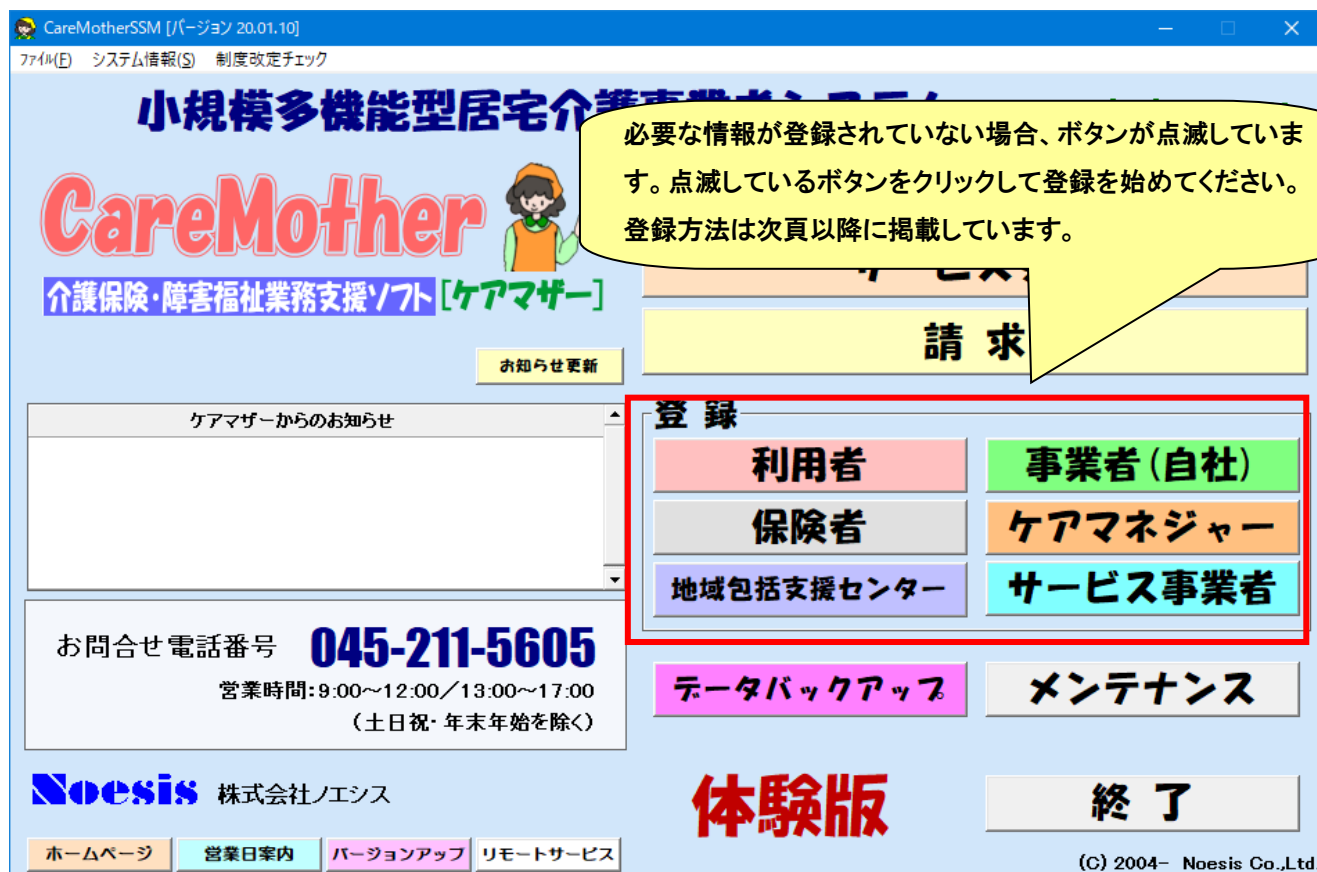 CareMotherSSM [バージョン 20.01.10]
ファイル(F) システム情報(S) 制度改定チェック
小規模多機能型居宅介護事業者システム
必要な情報が登録されていない場合、ボタンが点滅していま
す。点滅しているボタンをクリックして登録を始めてください。
登録方法は次頁以降に掲載しています。
CareMother
介護保険・障害福祉業務支援ソフト[ケアマザー]
サービス
請 求
お知らせ更新
ケアマザーからのお知らせ
登 録
利用者
事業者(自社)
保険者
ケアマネジャー
地域包括支援センター
サービス事業者
お問合せ電話番号 045-211-5605
営業時間:9:00~12:00/13:00~17:00
(土日祝・年末年始を除く)
データバックアップ
メンテナンス
Noesis 株式会社ノエシス
体験版
終 了
ホームページ
営業日案内
バージョンアップ
リモートサービス
(C) 2004- Noesis Co.,Ltd.